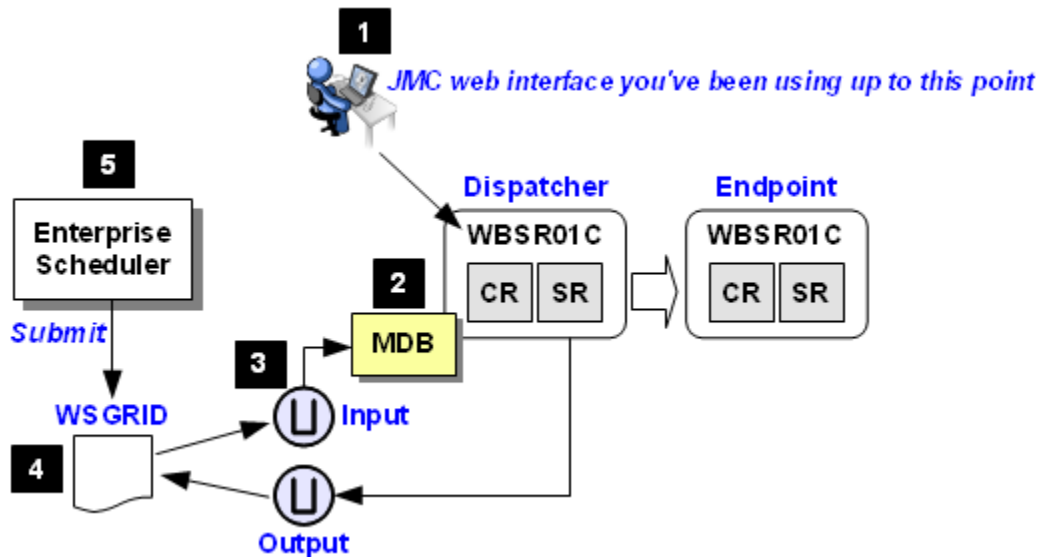 1
JMC web interface you've been using up to this point
5
Dispatcher
Endpoint
Enterprise
Scheduler
WBSR01C
WBSR01C
CR
SR
CR
SR
2
MDB
Submit
3
WSGRID
Input
4
Output